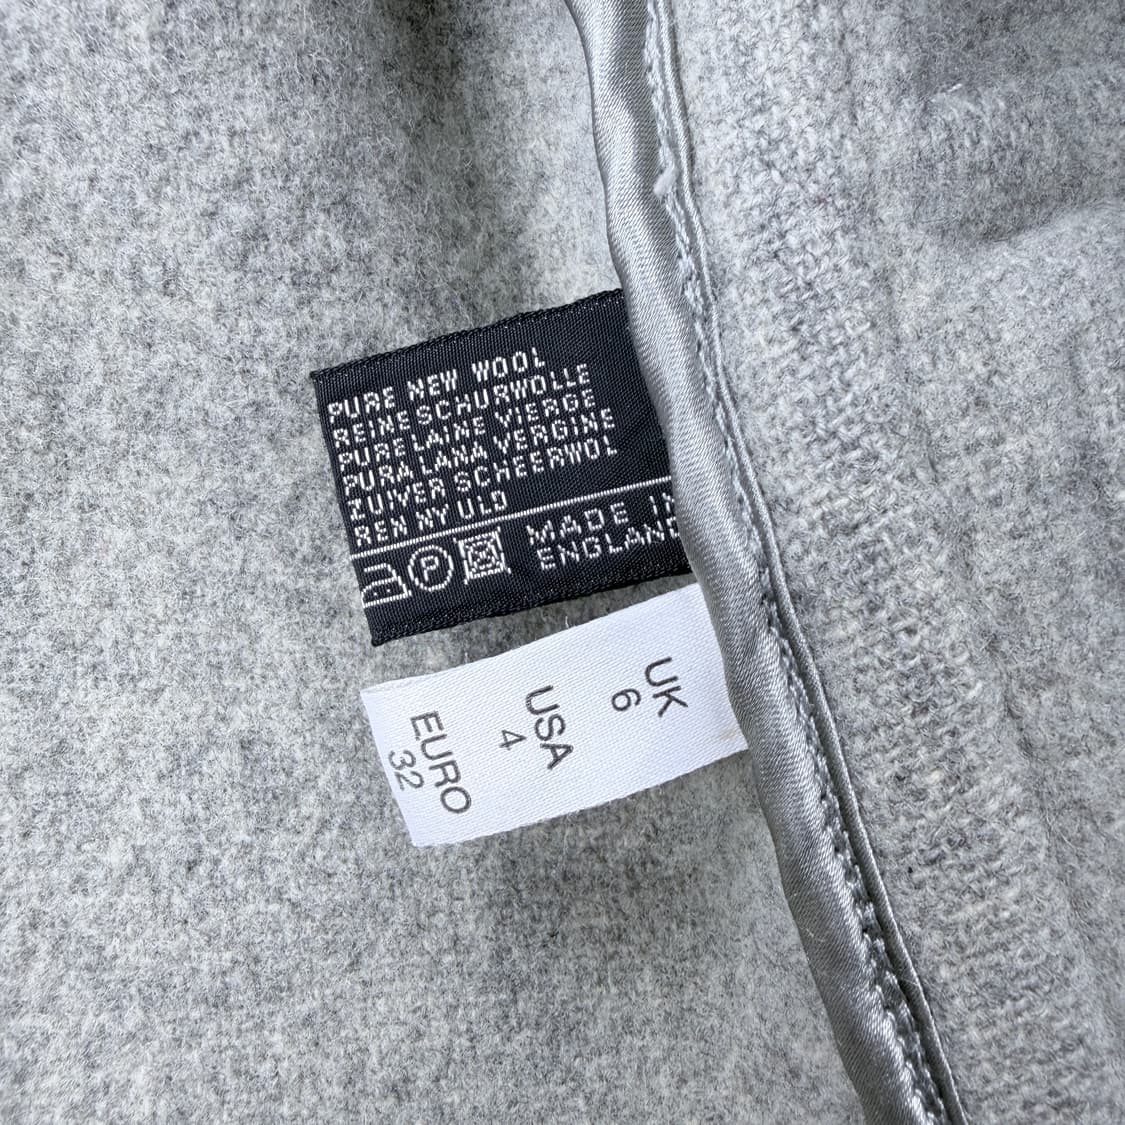 PURE NEW WOOL
REINE SCHURWOLLE
PURE LAINE VIERGE
PURA LANA VERGINE
ZUIVER SCHEERWOL
REN NY ULD
P
MADE IN
ENGLAND
UK
6
USA
4
EURO
32